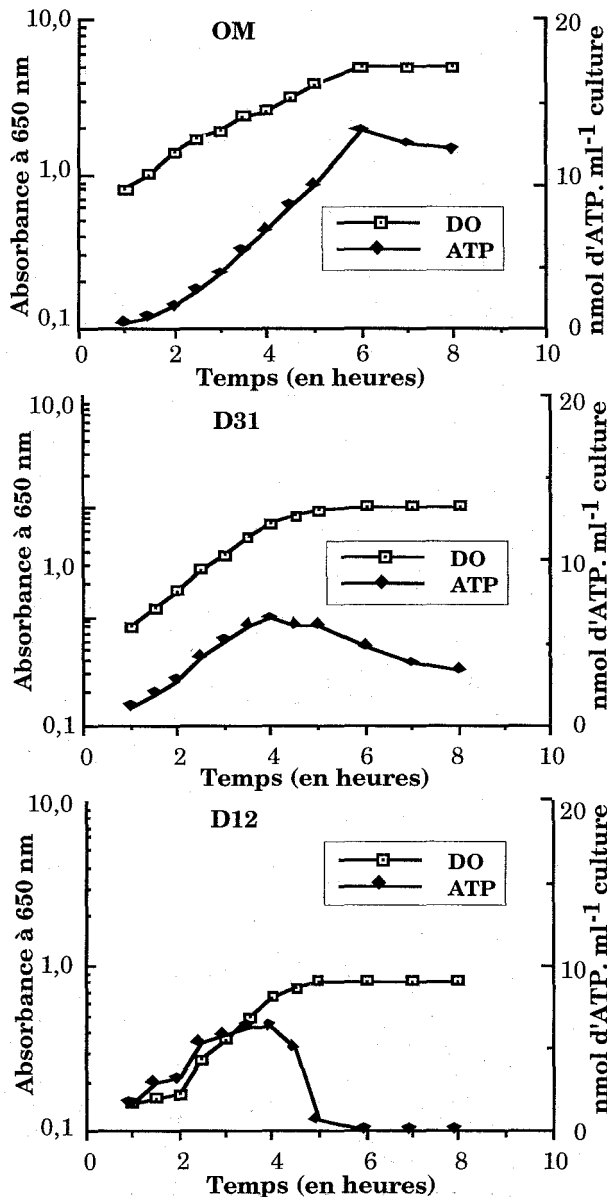 OM
Absorbance à 650 nm
10,0
1,0
0,1
20
10
0
nmol d'ATP. ml-1 culture
DO
ATP
0 2 4 6 8 10
Temps (en heures)
D31
Absorbance à 650 nm
10,0
1,0
0,1
20
10
0
nmol d'ATP. ml-1 culture
DO
ATP
0 2 4 6 8 10
Temps (en heures)
D12
Absorbance à 650 nm
10,0
1,0
0,1
20
10
0
nmol d'ATP. ml-1 culture
DO
ATP
0 2 4 6 8 10
Temps (en heures)